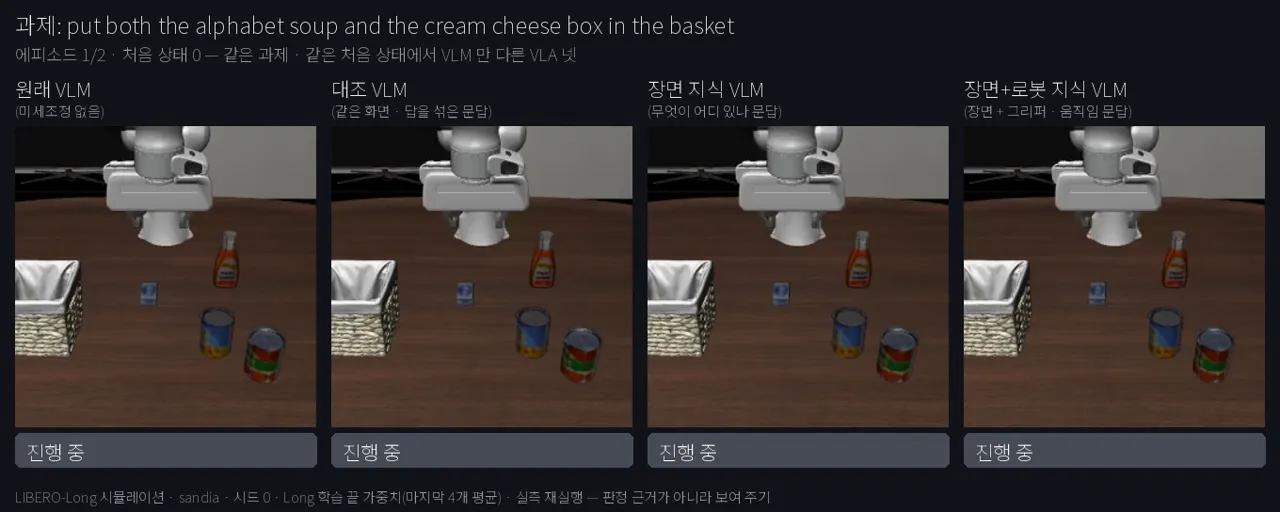 과제: put both the alphabet soup and the cream cheese box in the basket
에피소드 1/2 · 처음 상태 0 — 같은 과제 · 같은 처음 상태에서 VLM 만 다른 VLA 넷
원래 VLM
(미세조정 없음)
대조 VLM
(같은 화면 · 답을 섞은 문답)
장면 지식 VLM
(무엇이 어디 있나 문답)
장면+로봇 지식 VLM
(장면 + 그리퍼 · 움직임 문답)
진행 중
진행 중
진행 중
진행 중
LIBERO-Long 시뮬레이션 · sandia · 시드 0 · Long 학습 끝 가중치(마지막 4개 평균) · 실측 재실행 — 판정 근거가 아니라 보여 주기